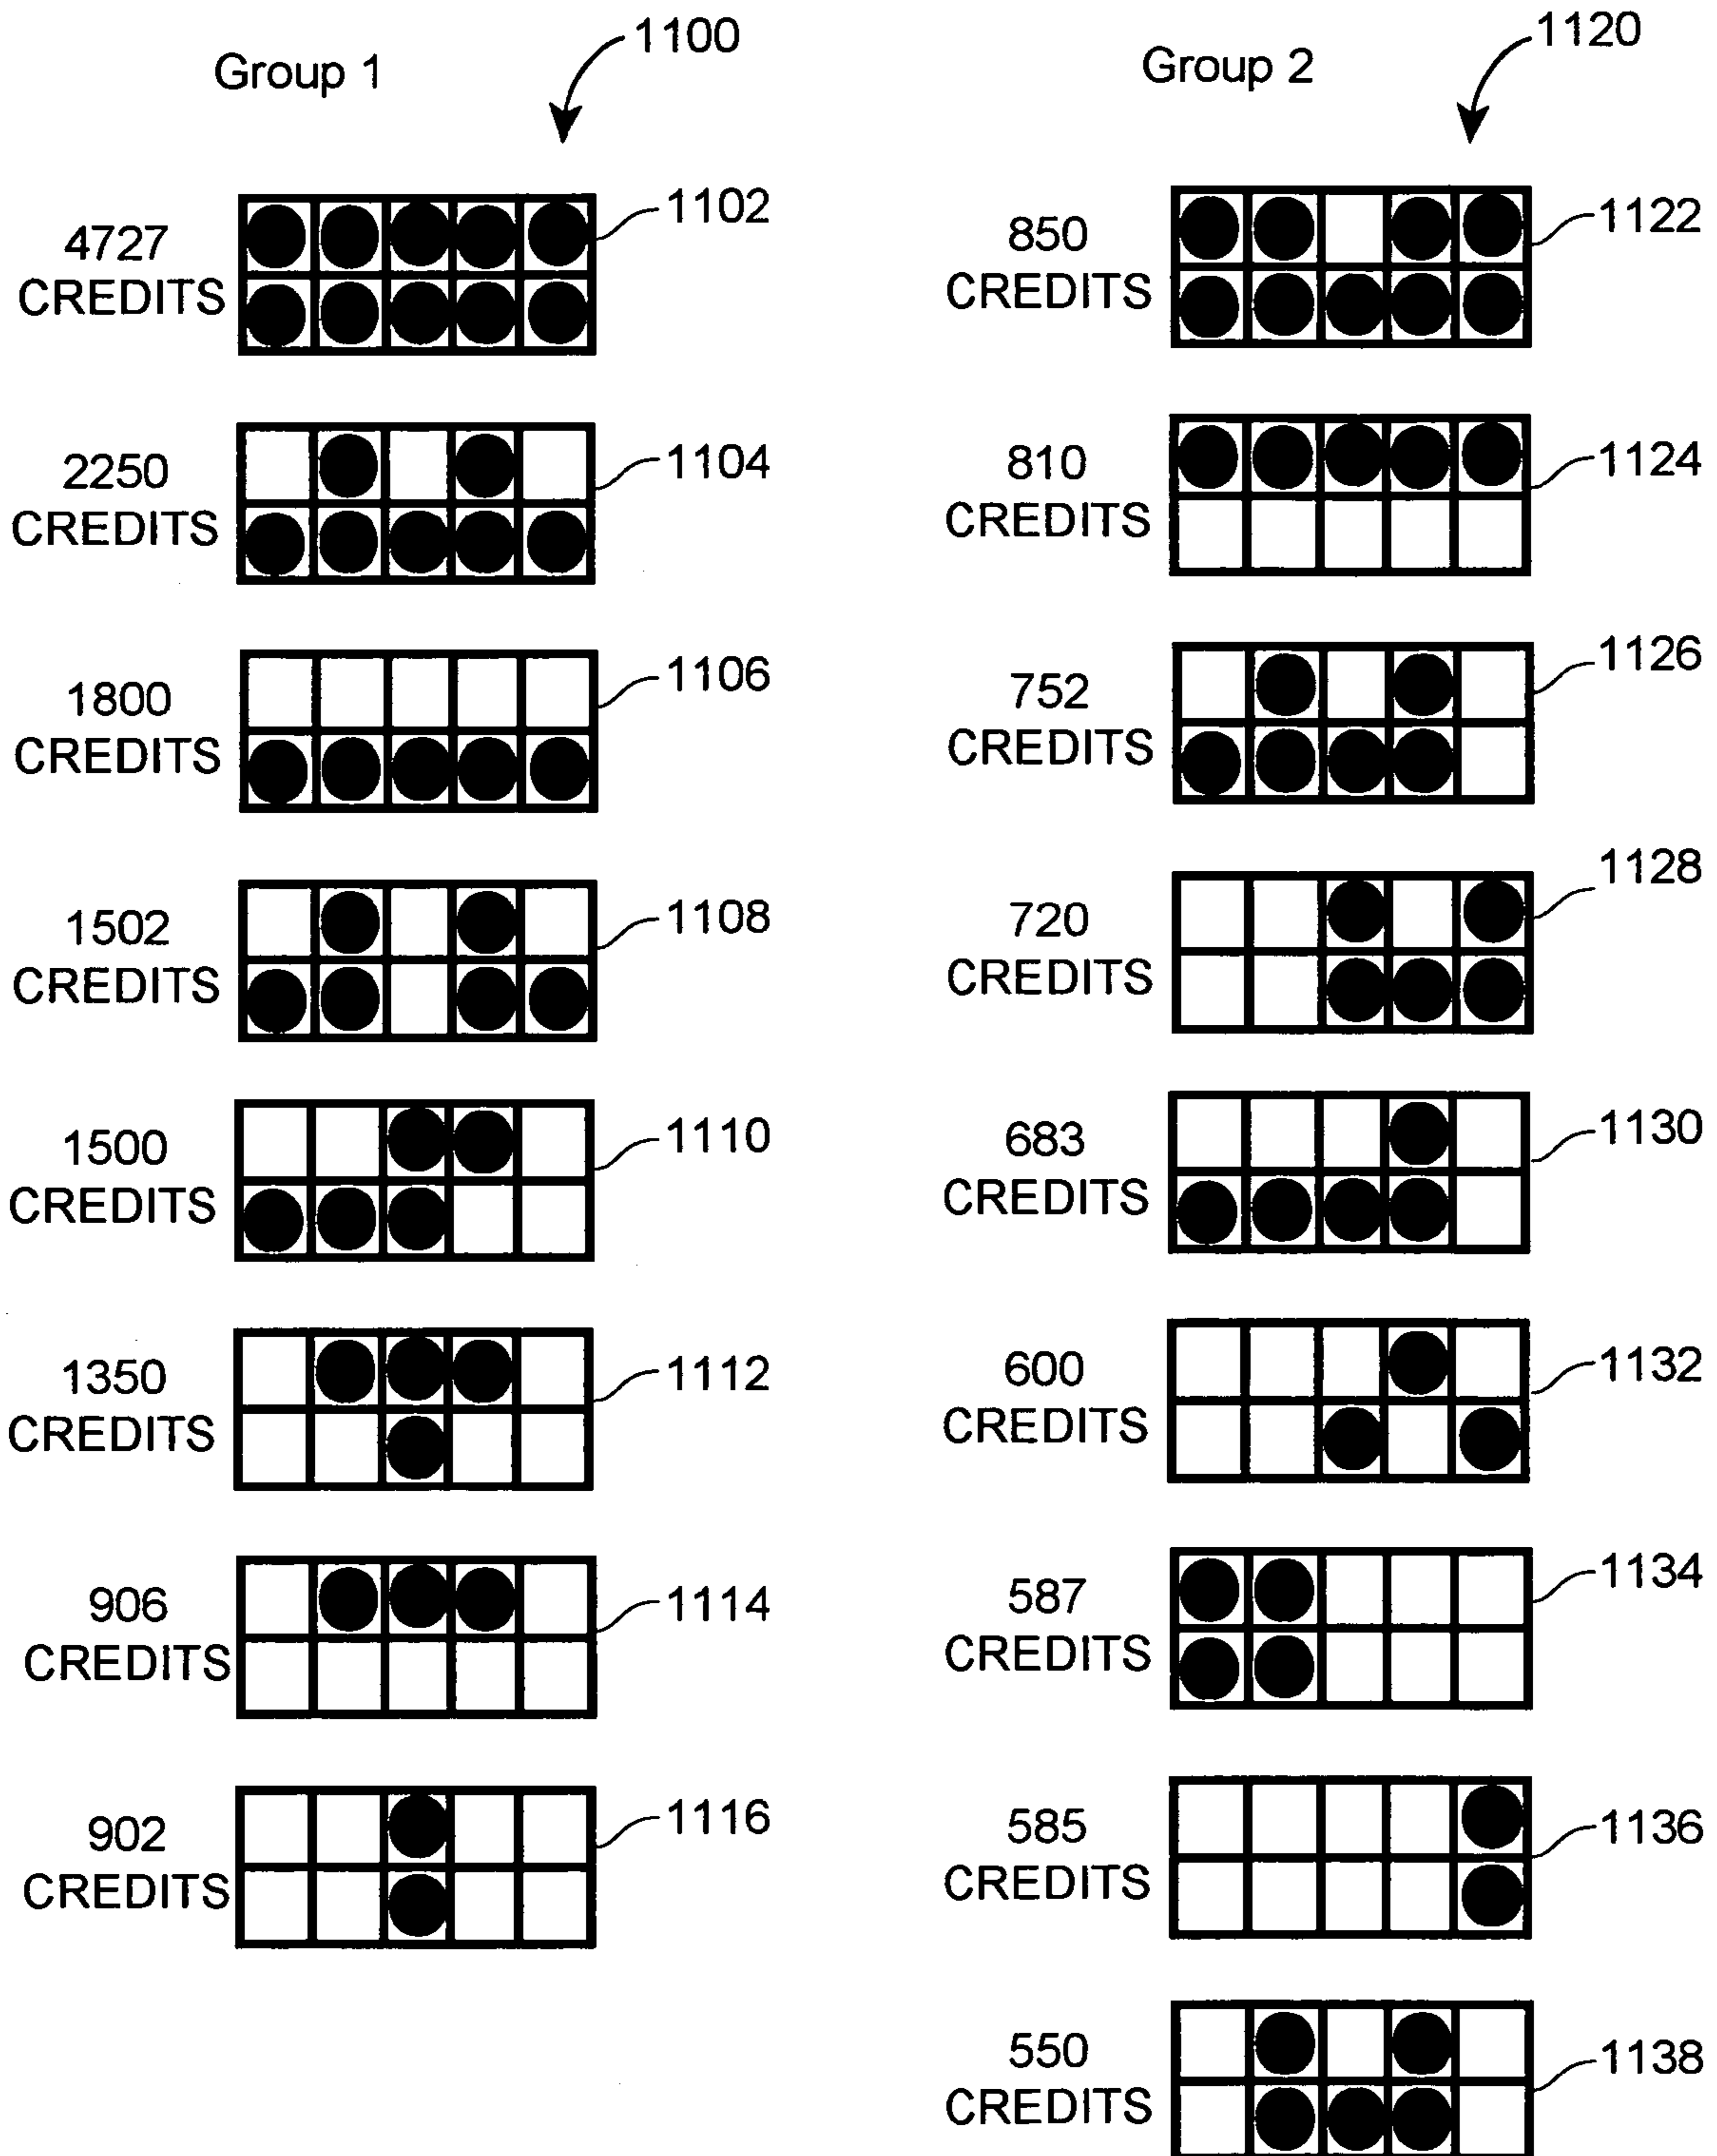 Group 1
1100
4727
CREDITS
1102
2250
CREDITS
1104
1800
CREDITS
1106
1502
CREDITS
1108
1500
CREDITS
1110
1350
CREDITS
1112
906
CREDITS
1114
902
CREDITS
1116
Group 2
1120
850
CREDITS
1122
810
CREDITS
1124
752
CREDITS
1126
720
CREDITS
1128
683
CREDITS
1130
600
CREDITS
1132
587
CREDITS
1134
585
CREDITS
1136
550
CREDITS
1138